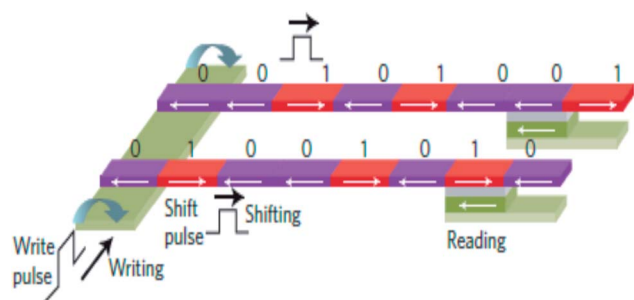 0 0 1 0 1 0 0 1
0 1 0 0 1 0 1 0
Shift
pulse
Shifting
Write
pulse
Writing
Reading